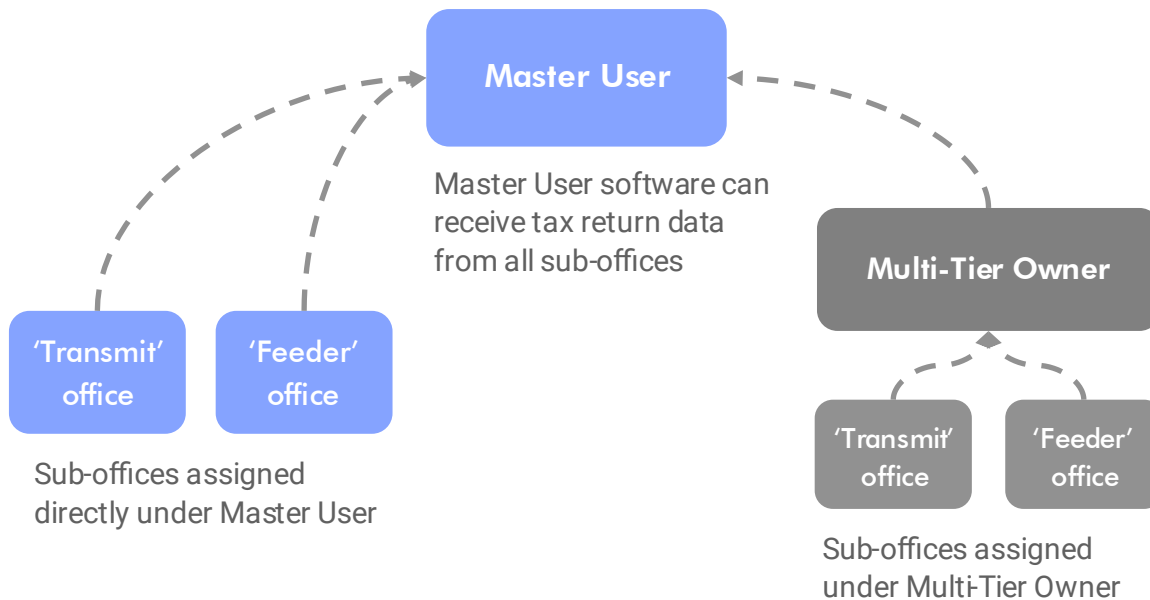 Master User
Master User software can
receive tax return data
from all sub-offices
Multi-Tier Owner
‘Transmit’
office
‘Feeder’
office
Sub-offices assigned
directly under Master User
‘Transmit’
office
‘Feeder’
office
Sub-offices assigned
under Multi-Tier Owner